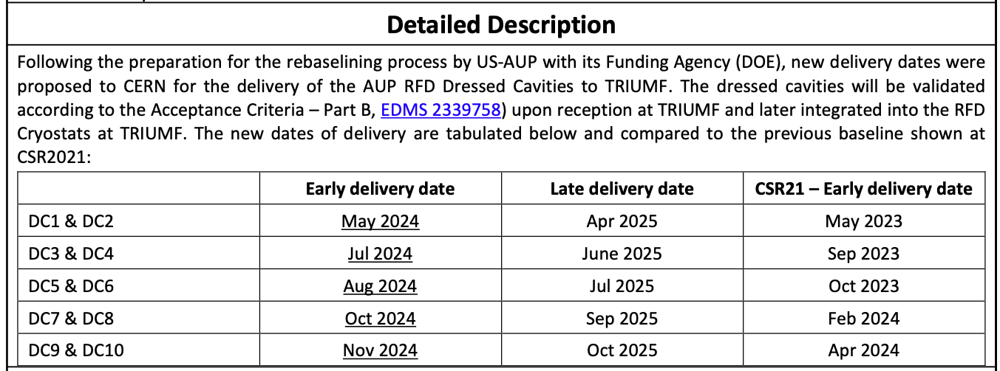 Detailed Description
Following the preparation for the rebaselining process by US-AUP with its Funding Agency (DOE), new delivery dates were
proposed to CERN for the delivery of the AUP RFD Dressed Cavities to TRIUMF. The dressed cavities will be validated
according to the Acceptance Criteria – Part B, EDMS 2339758) upon reception at TRIUMF and later integrated into the RFD
Cryostats at TRIUMF. The new dates of delivery are tabulated below and compared to the previous baseline shown at
CSR2021:
Early delivery date Late delivery date CSR21 – Early delivery date
DC1 & DC2 May 2024 Apr 2025 May 2023
DC3 & DC4 Jul 2024 June 2025 Sep 2023
DC5 & DC6 Aug 2024 Jul 2025 Oct 2023
DC7 & DC8 Oct 2024 Sep 2025 Feb 2024
DC9 & DC10 Nov 2024 Oct 2025 Apr 2024